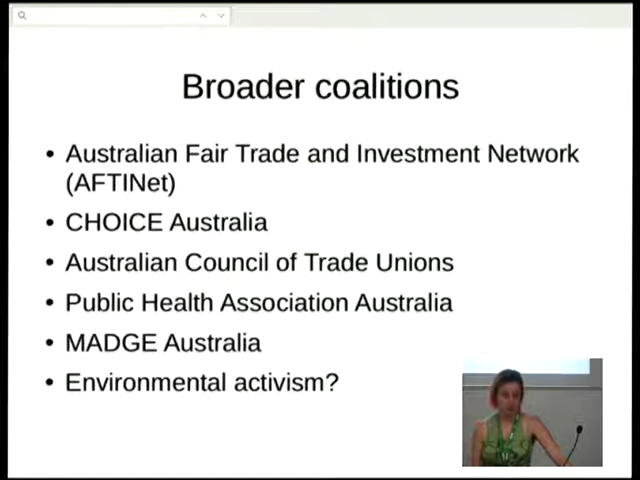 Broader coalitions
• Australian Fair Trade and Investment Network
(AFTINet)
• CHOICE Australia
• Australian Council of Trade Unions
• Public Health Association Australia
• MADGE Australia
• Environmental activism?